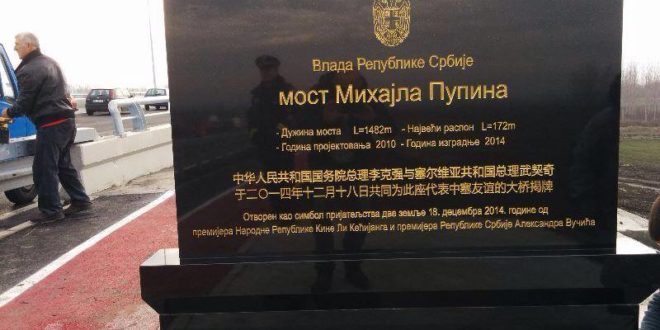 Влада Републике Србије
мост Михајла Пупина
- Дужина моста L=1482m - Највећи распон L=172m
- Година пројектовања 2010 - Година изградње 2014
中华人民共和国国务院总理李克强与塞尔维亚共和国总理武契奇
于二〇一四年十二月十八日共同为此座代表中塞友谊的大桥揭牌
Отворен као симбол пријатељства две земље 18. децембра 2014. године од
премијера Народне Републике Кине Ли Кећијанга и премијера Републике Србије Александра Вучића